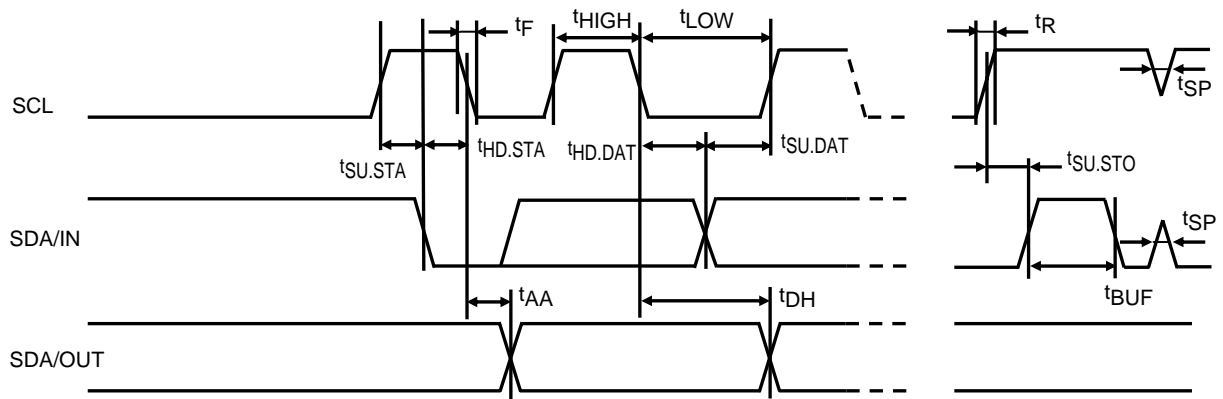 tF
tHIGH
tLOW
tR
SCL
tSP
tSU.STA
tHD.STA
tHD.DAT
tSU.DAT
tSU.STO
SDA/IN
tSP
tAA
tDH
tBUF
SDA/OUT